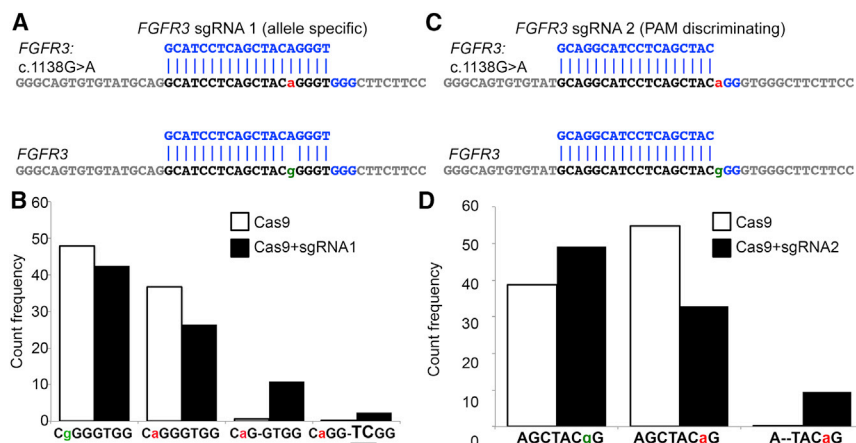 A
FGFR3 sgRNA 1 (allele specific)
FGFR3:
c.1138G>A
GCATCCTCAGCTACAGGGT
GGGCAGTGTGTATGCAGGCATCCTCAGCTACaGGGTGGGCTTCTTCC
GCATCCTCAGCTACAGGGT
FGFR3
GGGCAGTGTGTATGCAGGCATCCTCAGCTACgGGGTGGGCTTCTTCC
B
Cas9
Cas9+sgRNA1
Count frequency
50
40
30
20
10
0
CgGGGTGG
CaGGGTGG
CaG-GTGG
CaGG-TCGG
C
FGFR3 sgRNA 2 (PAM discriminating)
FGFR3:
c.1138G>A
GCAGGCATCCTCAGCTAC
GGGCAGTGTGTATGCAGGCATCCTCAGCTACaGGGTGGGCTTCTTCC
GCAGGCATCCTCAGCTAC
FGFR3
GGGCAGTGTGTATGCAGGCATCCTCAGCTACgGGGTGGGCTTCTTCC
D
Cas9
Cas9+sgRNA2
Count frequency
60
50
40
30
20
10
0
AGCTACgG
AGCTACaG
A--TACaG